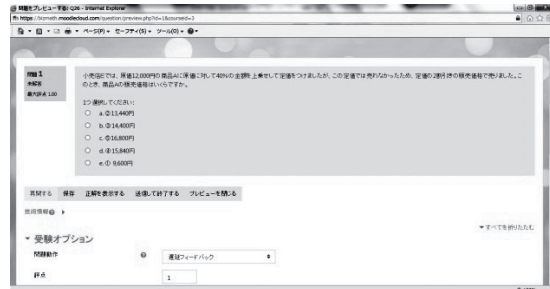 問題をプレビューする: Q26 - Internet Explorer
https://bizmath.moodlecloud.com/question/preview.php?id=1&courseid=3
ページ(P) セーフティ(S) ツール(O)
問題 1
未解答
最大評点 1.00
小売店Eでは、原価12,000円の商品Aに原価に対して40%の金額を上乗せして定価をつけましたが、この定価では売れなかったため、定価の2割引きの販売価格で売りました。こ
のとき、商品Aの販売価格はいくらですか。
1つ選択してください:
a. ②13,440円
b. ③14,400円
c. ⑤16,800円
d. ④15,840円
e. ① 9,600円
再開する 保存 正解を表示する 送信して終了する プレビューを閉じる
技術情報
すべてを折りたたむ
受験オプション
問題動作
遅延フィードバック
評点
1